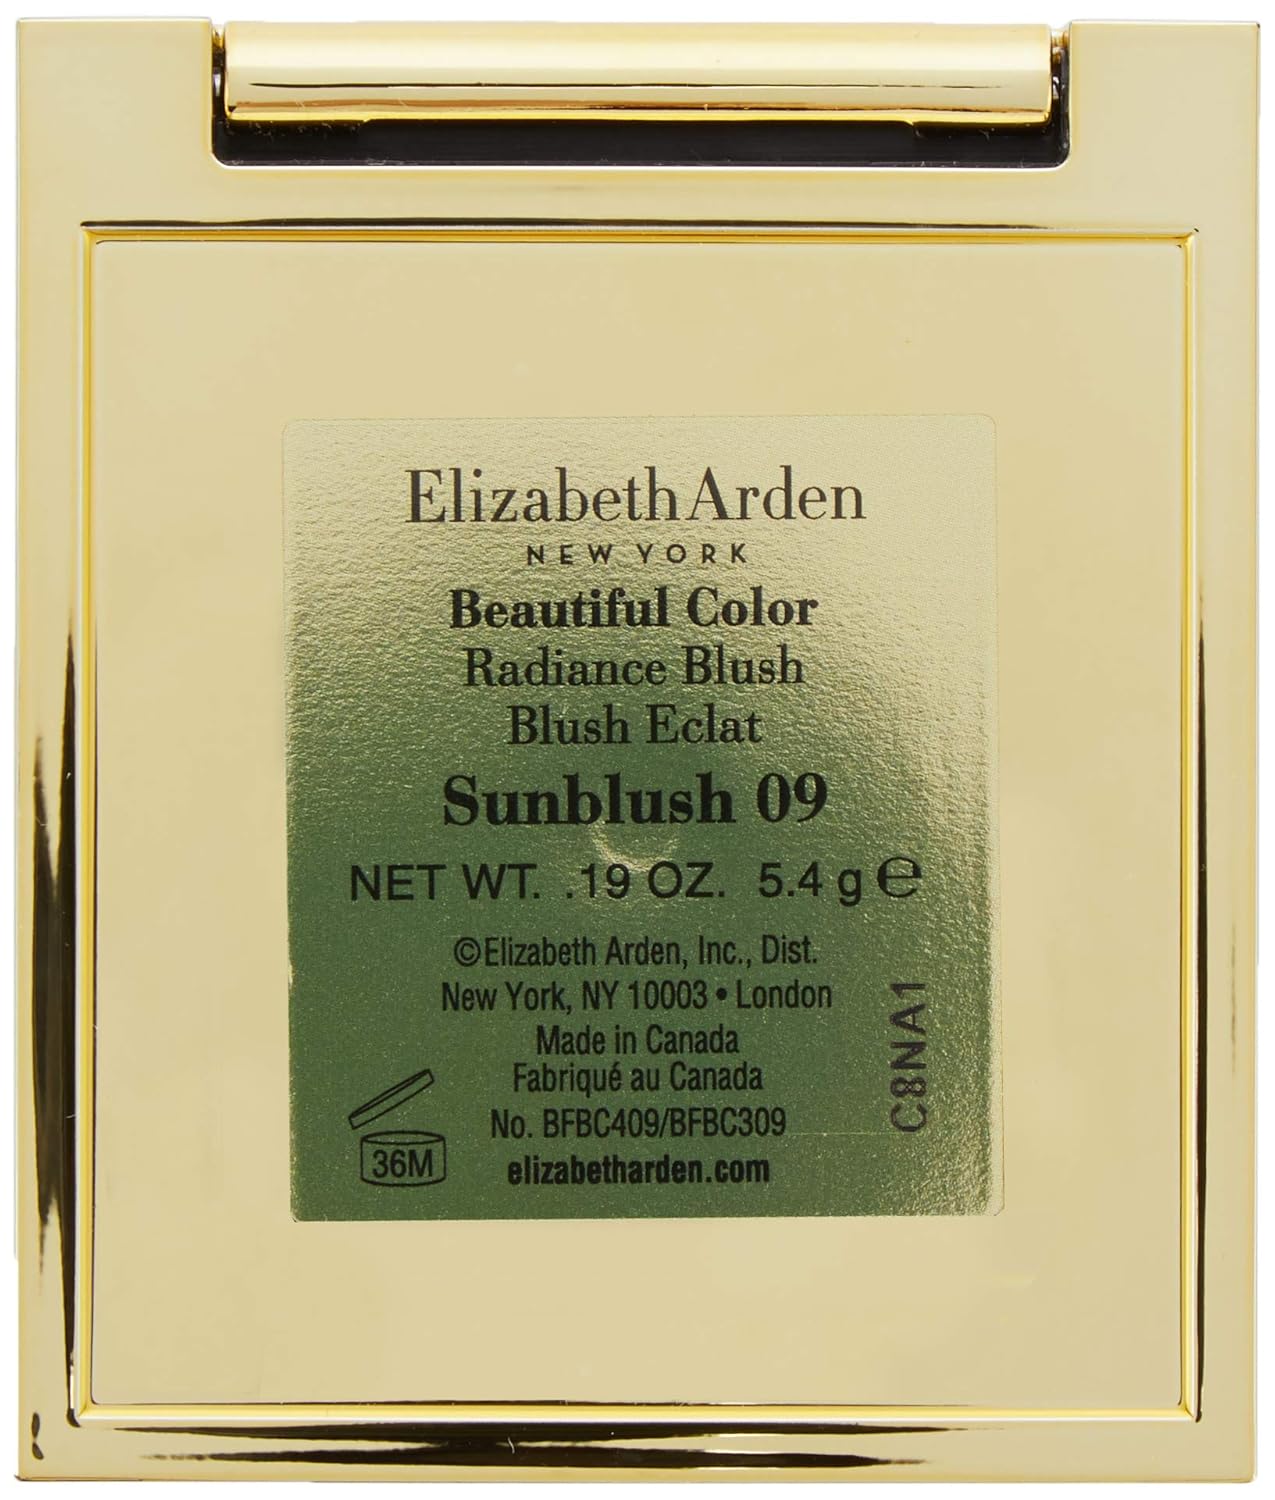 Elizabeth Arden
NEW YORK
Beautiful Color
Radiance Blush
Blush Eclat
Sunblush 09
NET WT. .19 OZ. 5.4 g ℮
©Elizabeth Arden, Inc., Dist.
New York, NY 10003 • London
Made in Canada
Fabriqué au Canada
No. BFBC409/BFBC309
elizabetharden.com
36M
C8NA1